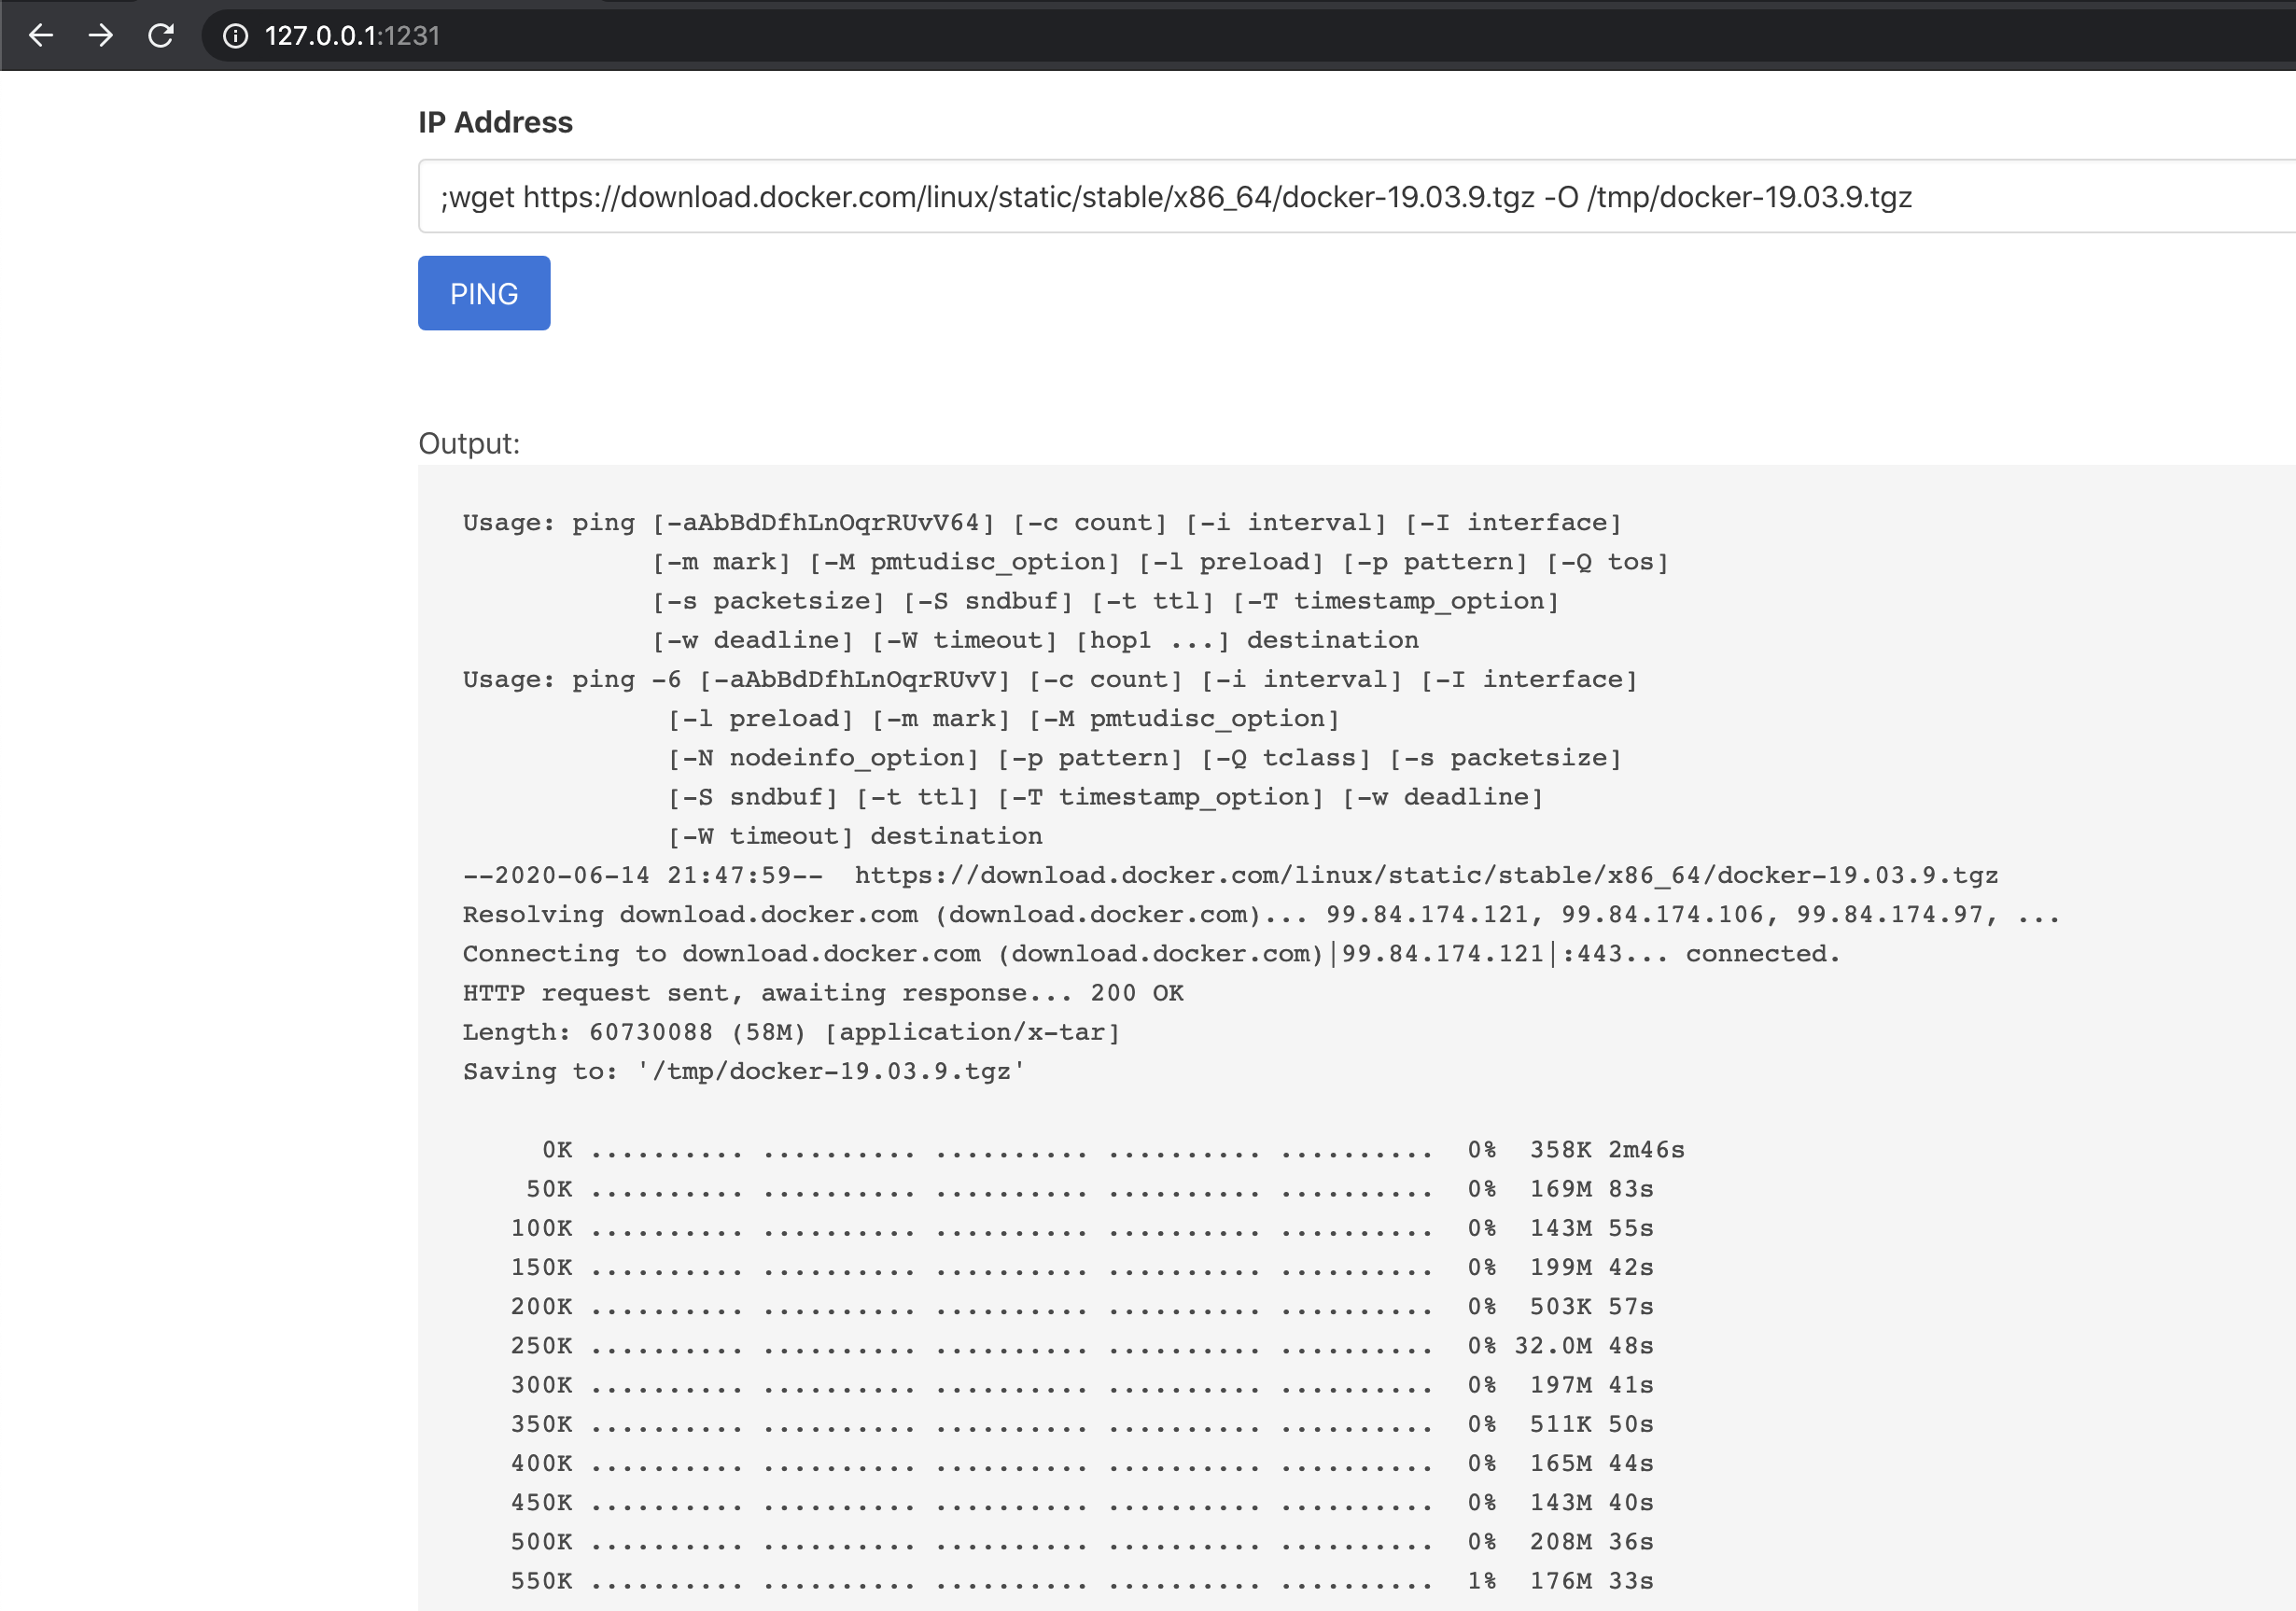 127.0.0.1:1231
IP Address
;wget https://download.docker.com/linux/static/stable/x86_64/docker-19.03.9.tgz -O /tmp/docker-19.03.9.tgz
PING
Output:
Usage: ping [-aAbBdDfhLnOqrRUvV64] [-c count] [-i interval] [-I interface]
[-m mark] [-M pmtudisc_option] [-l preload] [-p pattern] [-Q tos]
[-s packetsize] [-S sndbuf] [-t ttl] [-T timestamp_option]
[-w deadline] [-W timeout] [hop1 ...] destination
Usage: ping -6 [-aAbBdDfhLnOqrRUvV] [-c count] [-i interval] [-I interface]
[-l preload] [-m mark] [-M pmtudisc_option]
[-N nodeinfo_option] [-p pattern] [-Q tclass] [-s packetsize]
[-S sndbuf] [-t ttl] [-T timestamp_option] [-w deadline]
[-W timeout] destination
--2020-06-14 21:47:59--  https://download.docker.com/linux/static/stable/x86_64/docker-19.03.9.tgz
Resolving download.docker.com (download.docker.com)... 99.84.174.121, 99.84.174.106, 99.84.174.97, ...
Connecting to download.docker.com (download.docker.com)|99.84.174.121|:443... connected.
HTTP request sent, awaiting response... 200 OK
Length: 60730088 (58M) [application/x-tar]
Saving to: '/tmp/docker-19.03.9.tgz'
0K .......... .......... .......... .......... ..........  0%  358K 2m46s
50K .......... .......... .......... .......... ..........  0%  169M 83s
100K .......... .......... .......... .......... ..........  0%  143M 55s
150K .......... .......... .......... .......... ..........  0%  199M 42s
200K .......... .......... .......... .......... ..........  0%  503K 57s
250K .......... .......... .......... .......... ..........  0% 32.0M 48s
300K .......... .......... .......... .......... ..........  0%  197M 41s
350K .......... .......... .......... .......... ..........  0%  511K 50s
400K .......... .......... .......... .......... ..........  0%  165M 44s
450K .......... .......... .......... .......... ..........  0%  143M 40s
500K .......... .......... .......... .......... ..........  0%  208M 36s
550K .......... .......... .......... .......... ..........  1%  176M 33s